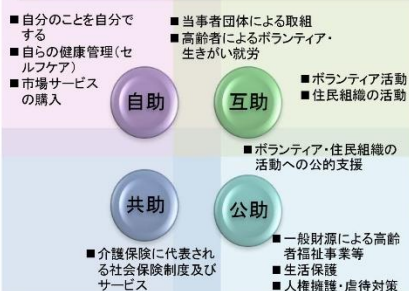 ■自分のことを自分で
する
■自らの健康管理(セ
ルフケア)
■市場サービス
の購入
自助
■当事者団体による取組
■高齢者によるボランティア・
生きがい就労
互助
■ボランティア活動
■住民組織の活動
■ボランティア・住民組織の
活動への公的支援
共助
■介護保険に代表され
る社会保険制度及び
サービス
公助
■一般財源による高齢
者福祉事業等
■生活保護
■人権擁護・虐待対策